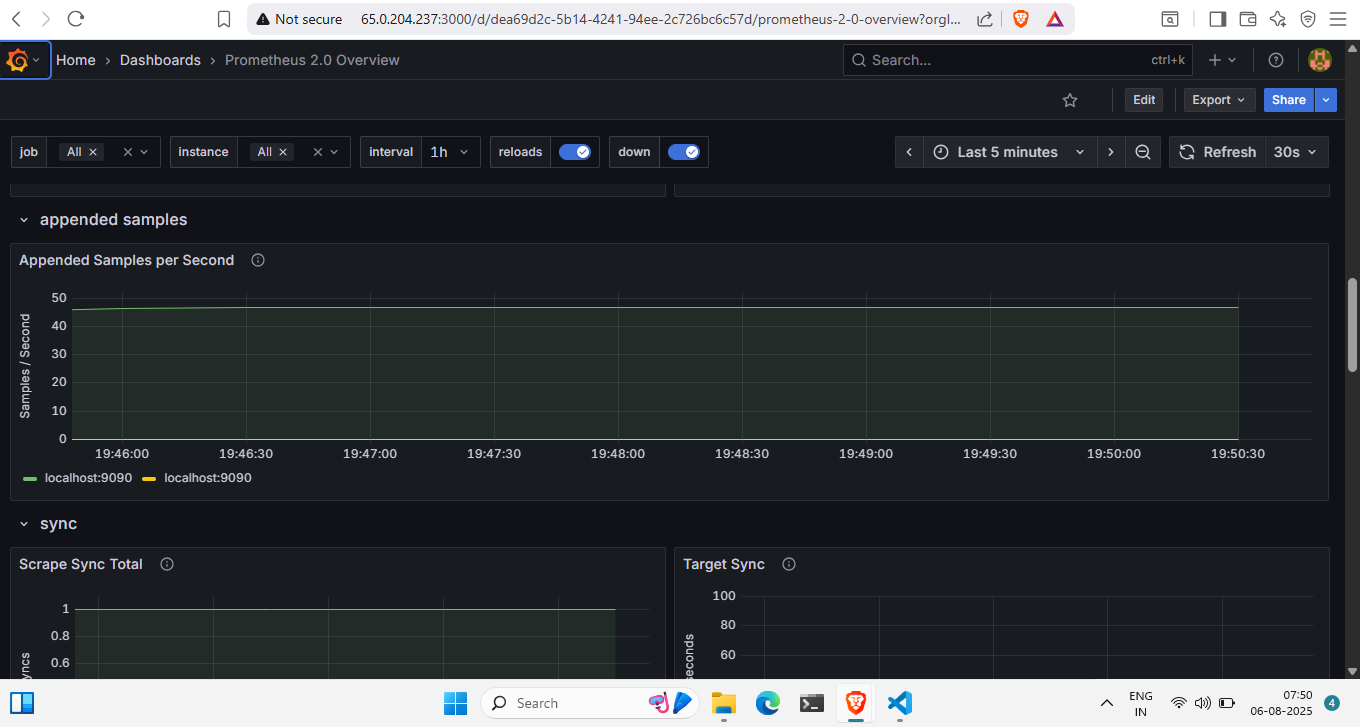 Not secure 65.0.204.237:3000/d/dea69d2c-5b14-4241-94ee-2c726bc6c57d/prometheus-2-0-overview?orgI...
Home › Dashboards › Prometheus 2.0 Overview
Search... ctrl+k
Edit Export Share
job All × instance All × interval 1h reloads down Last 5 minutes Refresh 30s
appended samples
Appended Samples per Second
Samples / Second
50
40
30
20
10
0
19:46:00 19:46:30 19:47:00 19:47:30 19:48:00 19:48:30 19:49:00 19:49:30 19:50:00 19:50:30
localhost:9090 localhost:9090
sync
Scrape Sync Total
1
0.8
0.6
Target Sync
100
80
60
seconds
Search
ENG
IN
07:50
06-08-2025
4